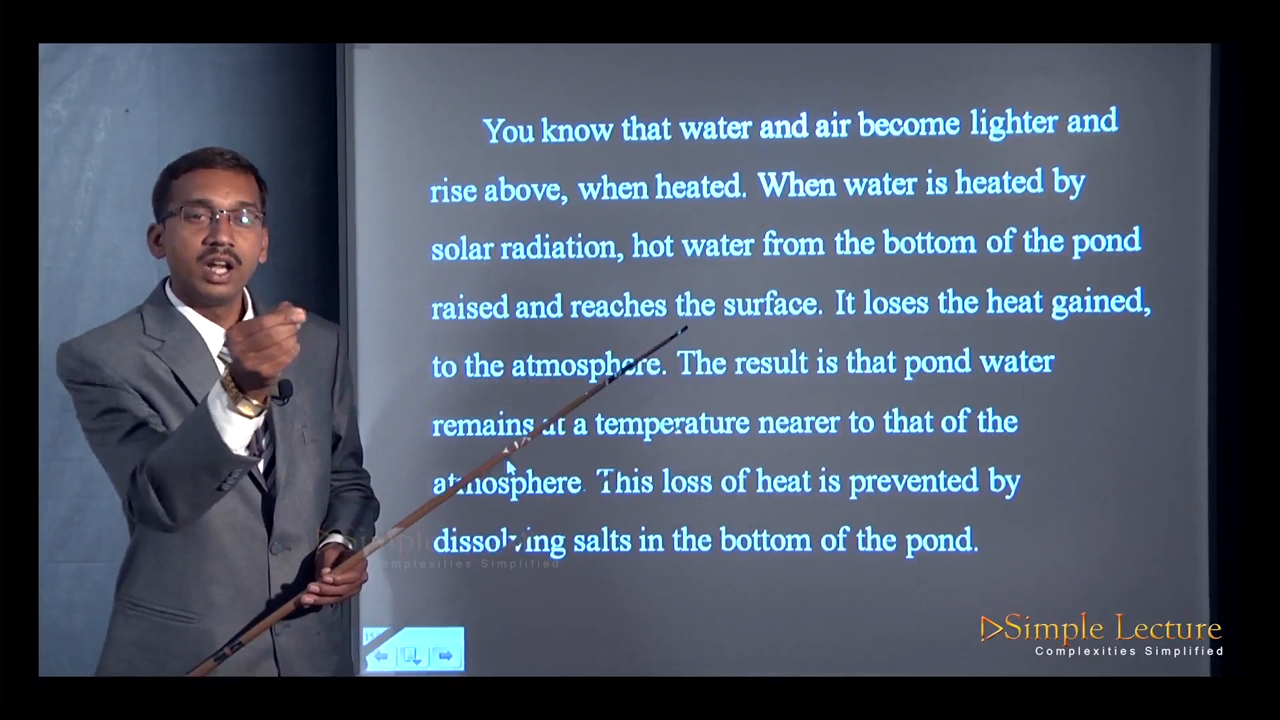 You know that water and air become lighter and
rise above, when heated. When water is heated by
solar radiation, hot water from the bottom of the pond
raised and reaches the surface. It loses the heat gained,
to the atmosphere. The result is that pond water
remains at a temperature nearer to that of the
atmosphere. This loss of heat is prevented by
dissolving salts in the bottom of the pond.
Simple Lecture
Complexities Simplified
Simple
Complexities Simplified